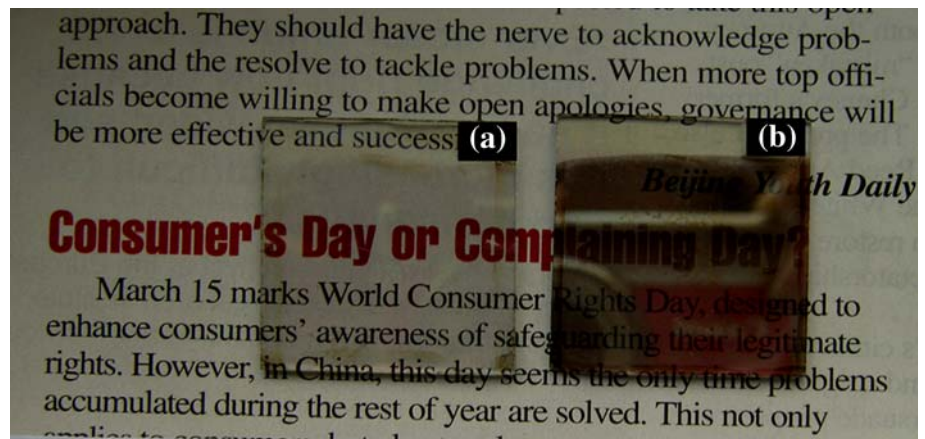 approach. They should have the nerve to acknowledge prob-
lems and the resolve to tackle problems. When more top offi-
cials become willing to make open apologies, governance will
be more effective and success
(a)
(b)
Beijing Youth Daily
Consumer's Day or Complaining Day?
March 15 marks World Consumer Rights Day, designed to
enhance consumers' awareness of safeguarding their legitimate
rights. However, in China, this day seems the only time problems
accumulated during the rest of year are solved. This not only